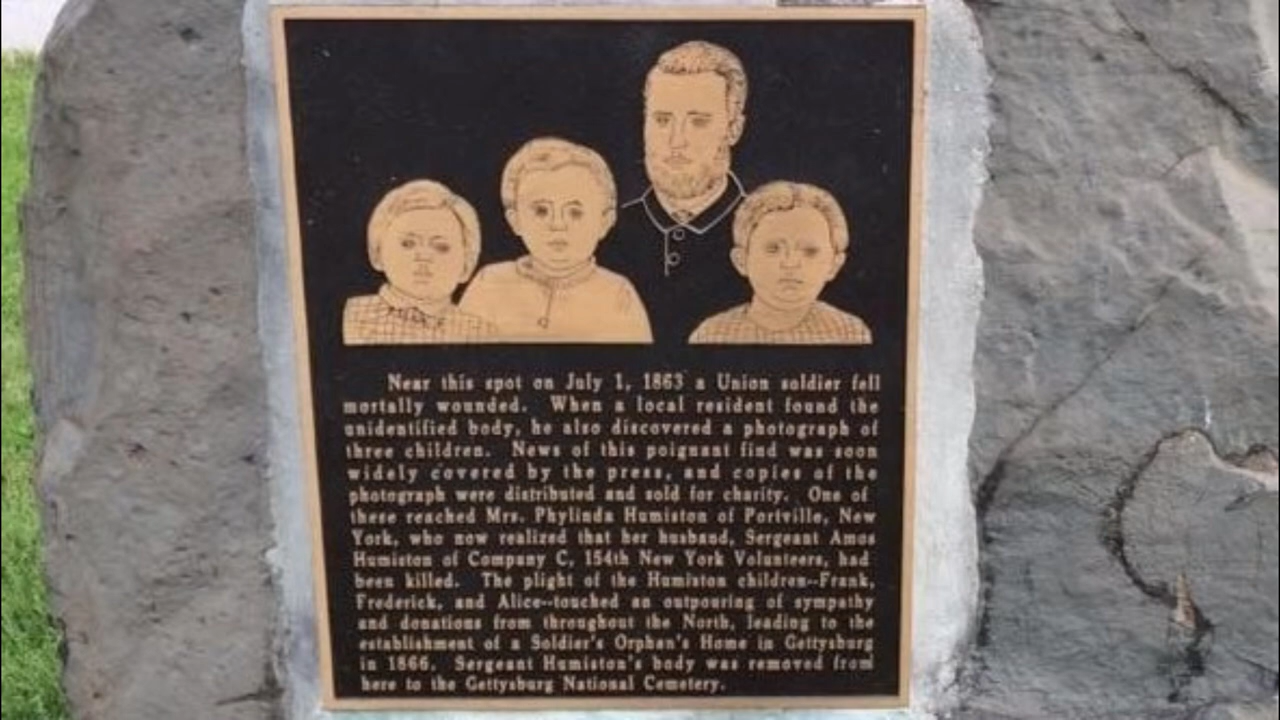 Near this spot on July 1, 1863 a Union soldier fell
mortally wounded. When a local resident found the
unidentified body, he also discovered a photograph of
three children. News of this poignant find was soon
widely covered by the press, and copies of the
photograph were distributed and sold for charity. One of
these reached Mrs. Phylinda Humiston of Portville, New
York, who now realized that her husband, Sergeant Amos
Humiston of Company C, 154th New York Volunteers, had
been killed. The plight of the Humiston children--Frank,
Frederick, and Alice--touched an outpouring of sympathy
and donations from throughout the North, leading to the
establishment of a Soldier's Orphan's Home in Gettysburg
in 1866. Sergeant Humiston's body was removed from
here to the Gettysburg National Cemetery.